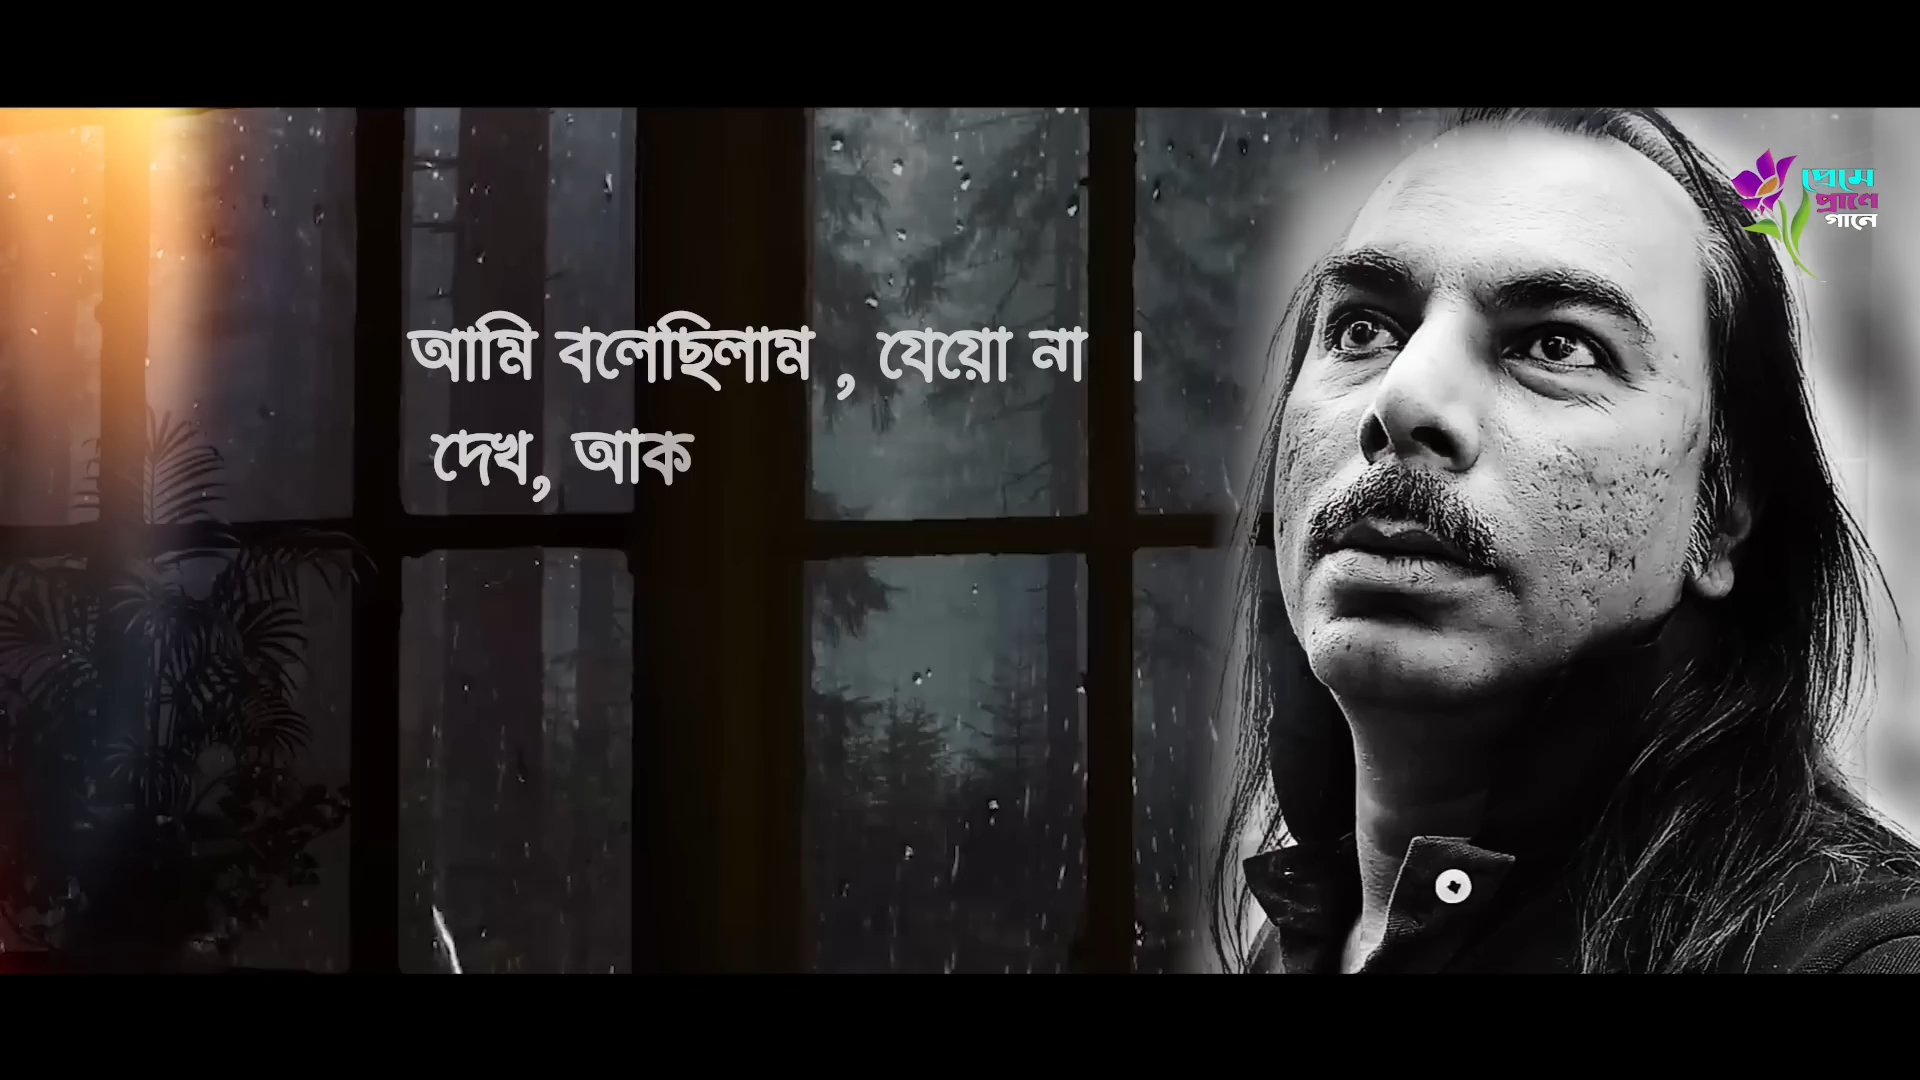 আমি বলেছিলাম , যেয়ো না ।
দেখ, আক
প্রেমে
প্রাণে
গানে